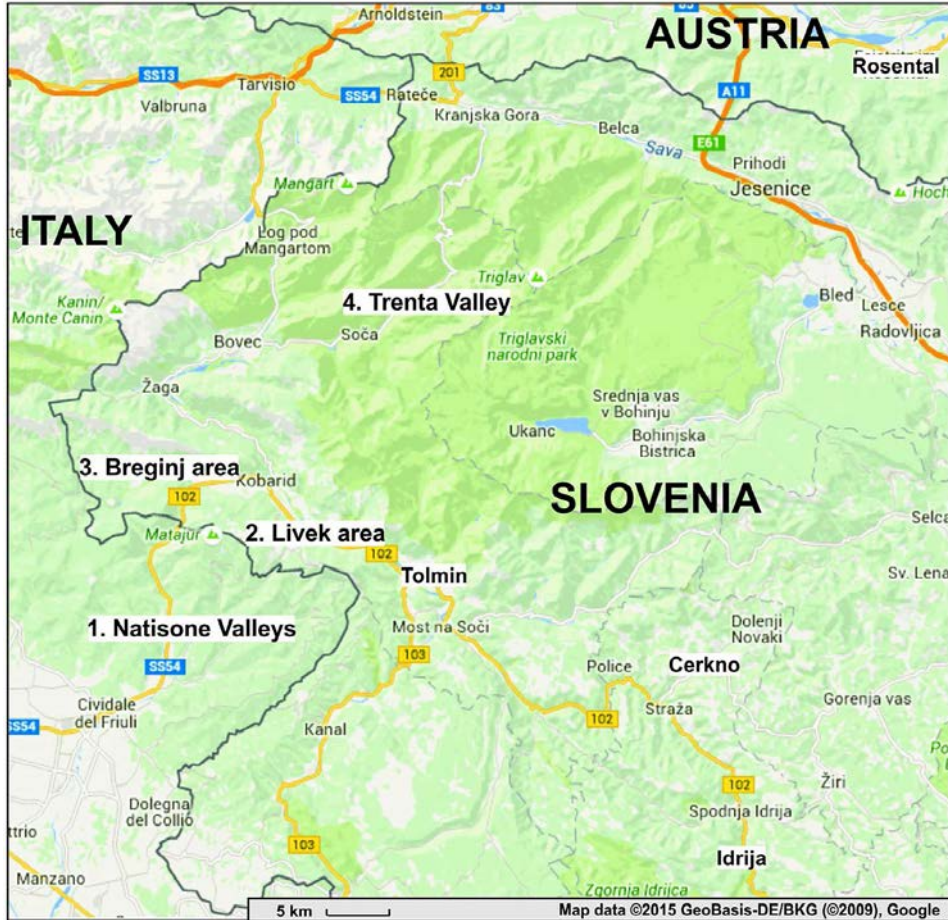 Arnoldstein
83
AUSTRIA
Rosental
SS13
Tarvisio
201
A11
Valbruna
SS54
Rateče
Kranjska Gora
Belca
Sava
E61
Prihodi
Jesenice
Mangart
Hoch
ITALY
Log pod
Mangartom
Triglav
Kanin/
Monte Canin
4. Trenta Valley
Bled
Lesce
Radovljica
Bovec
Soča
Triglavski
narodni park
Žaga
Srednja vas
v Bohinju
Ukanc
Bohinjska
Bistrica
3. Breginj area
Kobarid
102
SLOVENIA
Selca
Matajur
2. Livek area
102
Tolmin
Sv. Lena
1. Natisone Valleys
Most na Soči
Dolenji
Novaki
103
SS54
Police
Cerkno
Cividale
del Friuli
Straža
Gorenja vas
SS54
Kanal
102
Žiri
Dolegna
del Collio
102
Spodnja Idrija
ttrio
103
Idrija
Manzano
Zgornja Idrijca
5 km
Map data ©2015 GeoBasis-DE/BKG (©2009), Google